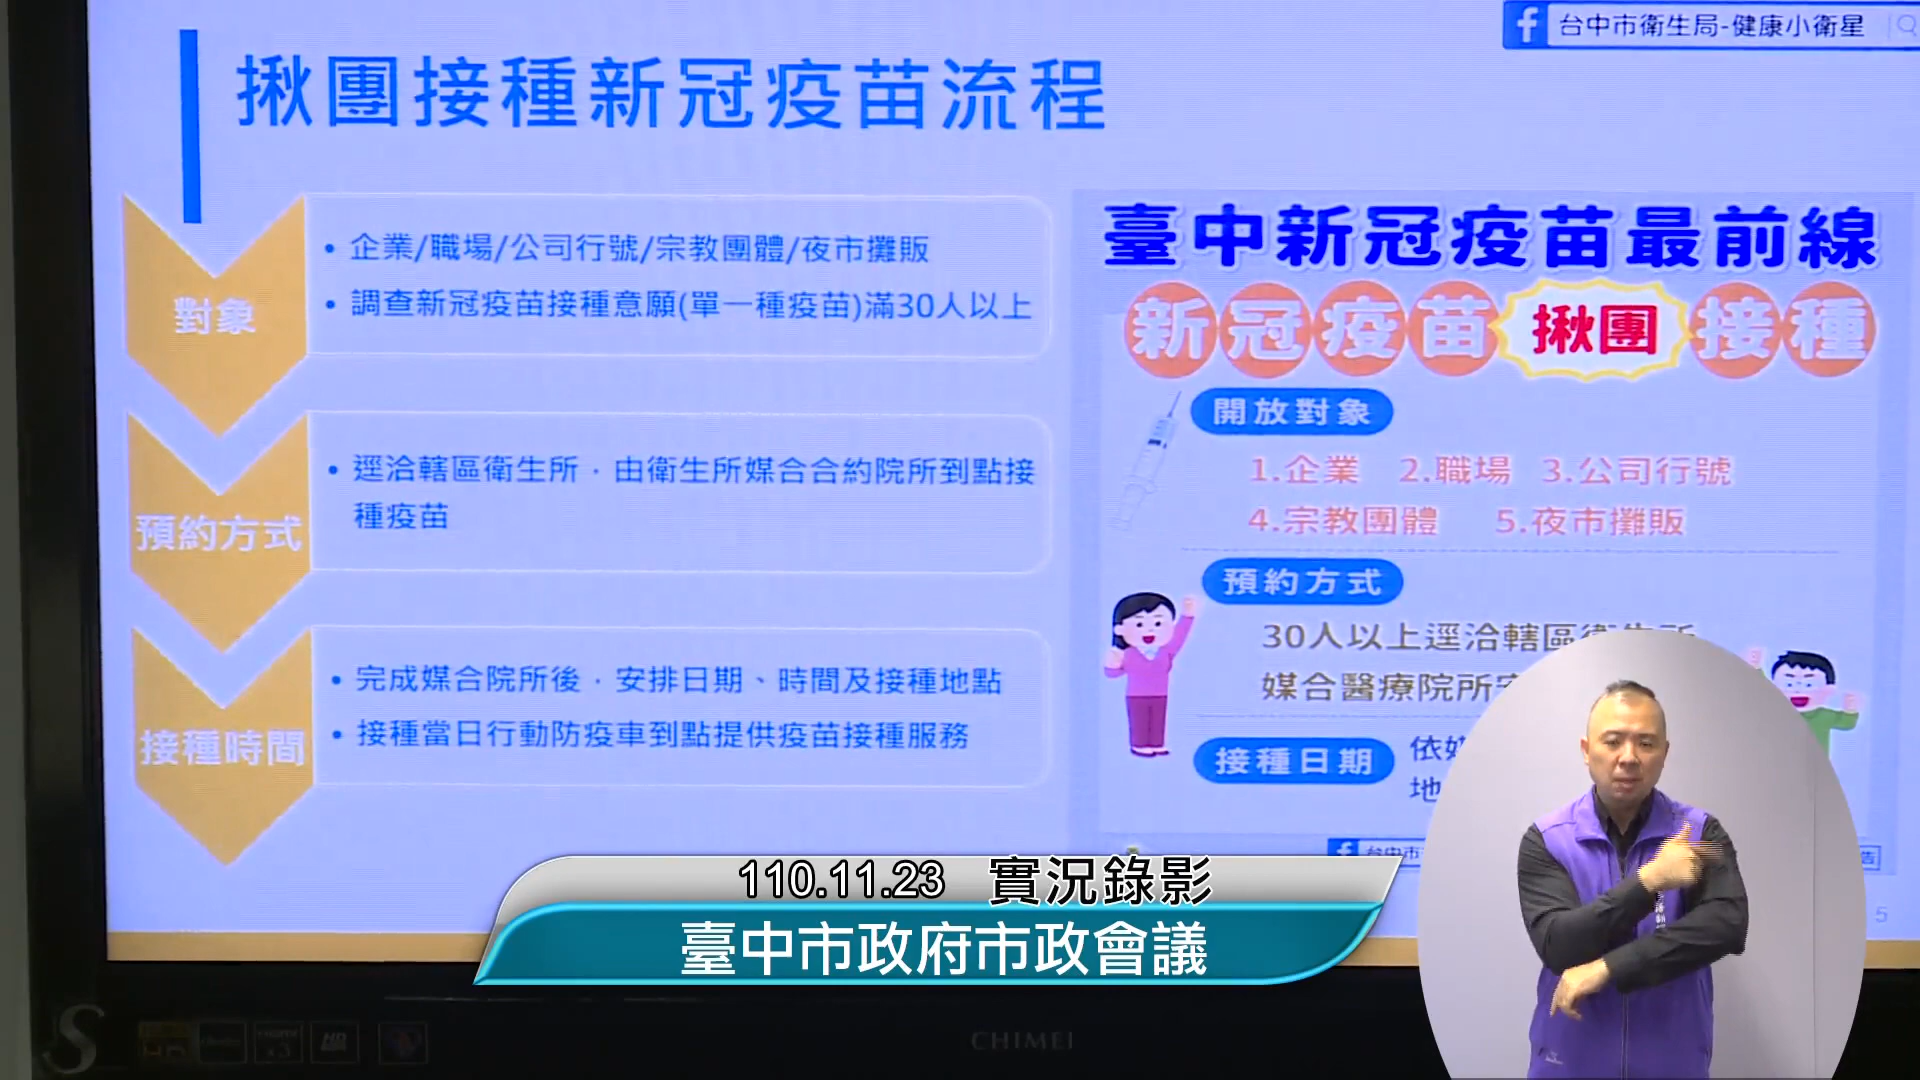 台中市衛生局-健康小衛星
揪團接種新冠疫苗流程
對象
• 企業/職場/公司行號/宗教團體/夜市攤販
• 調查新冠疫苗接種意願(單一種疫苗)滿30人以上
預約方式
• 逕洽轄區衛生所，由衛生所媒合合約院所到點接
種疫苗
接種時間
• 完成媒合院所後，安排日期、時間及接種地點
• 接種當日行動防疫車到點提供疫苗接種服務
臺中新冠疫苗最前線
新冠疫苗揪團接種
開放對象
1.企業 2.職場 3.公司行號
4.宗教團體 5.夜市攤販
預約方式
30人以上逕洽轄區衛生所
媒合醫療院所
接種日期
依
地
台中市
告
5
110.11.23 實況錄影
臺中市政府市政會議
CHIMEI
HD